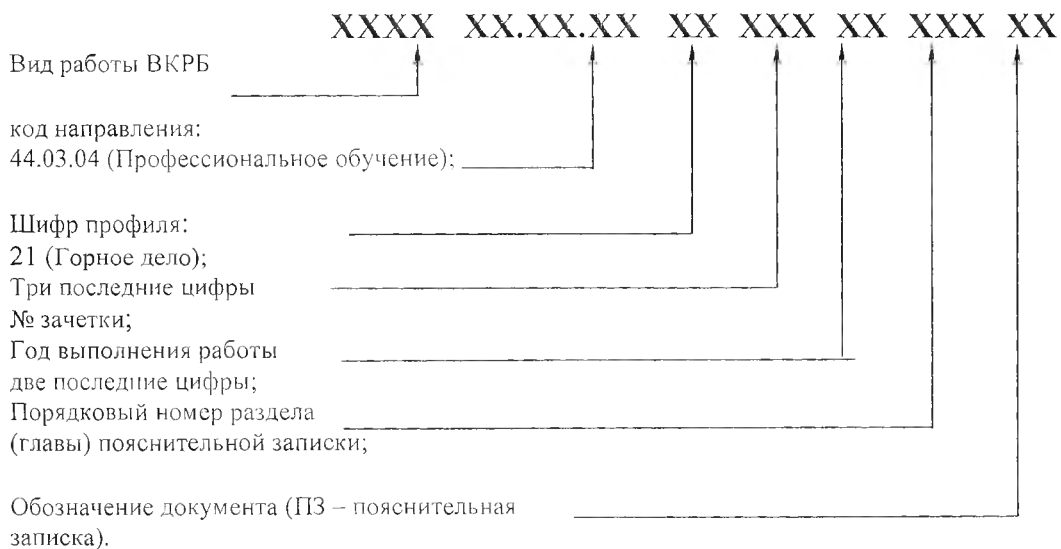 XXXX XX.XX.XX XX XXX XX XXX XX
Вид работы ВКРБ
код направления:
44.03.04 (Профессиональное обучение);
Шифр профиля:
21 (Горное дело);
Три последние цифры
№ зачетки;
Год выполнения работы
две последние цифры;
Порядковый номер раздела
(главы) пояснительной записки;
Обозначение документа (ПЗ – пояснительная
записка).